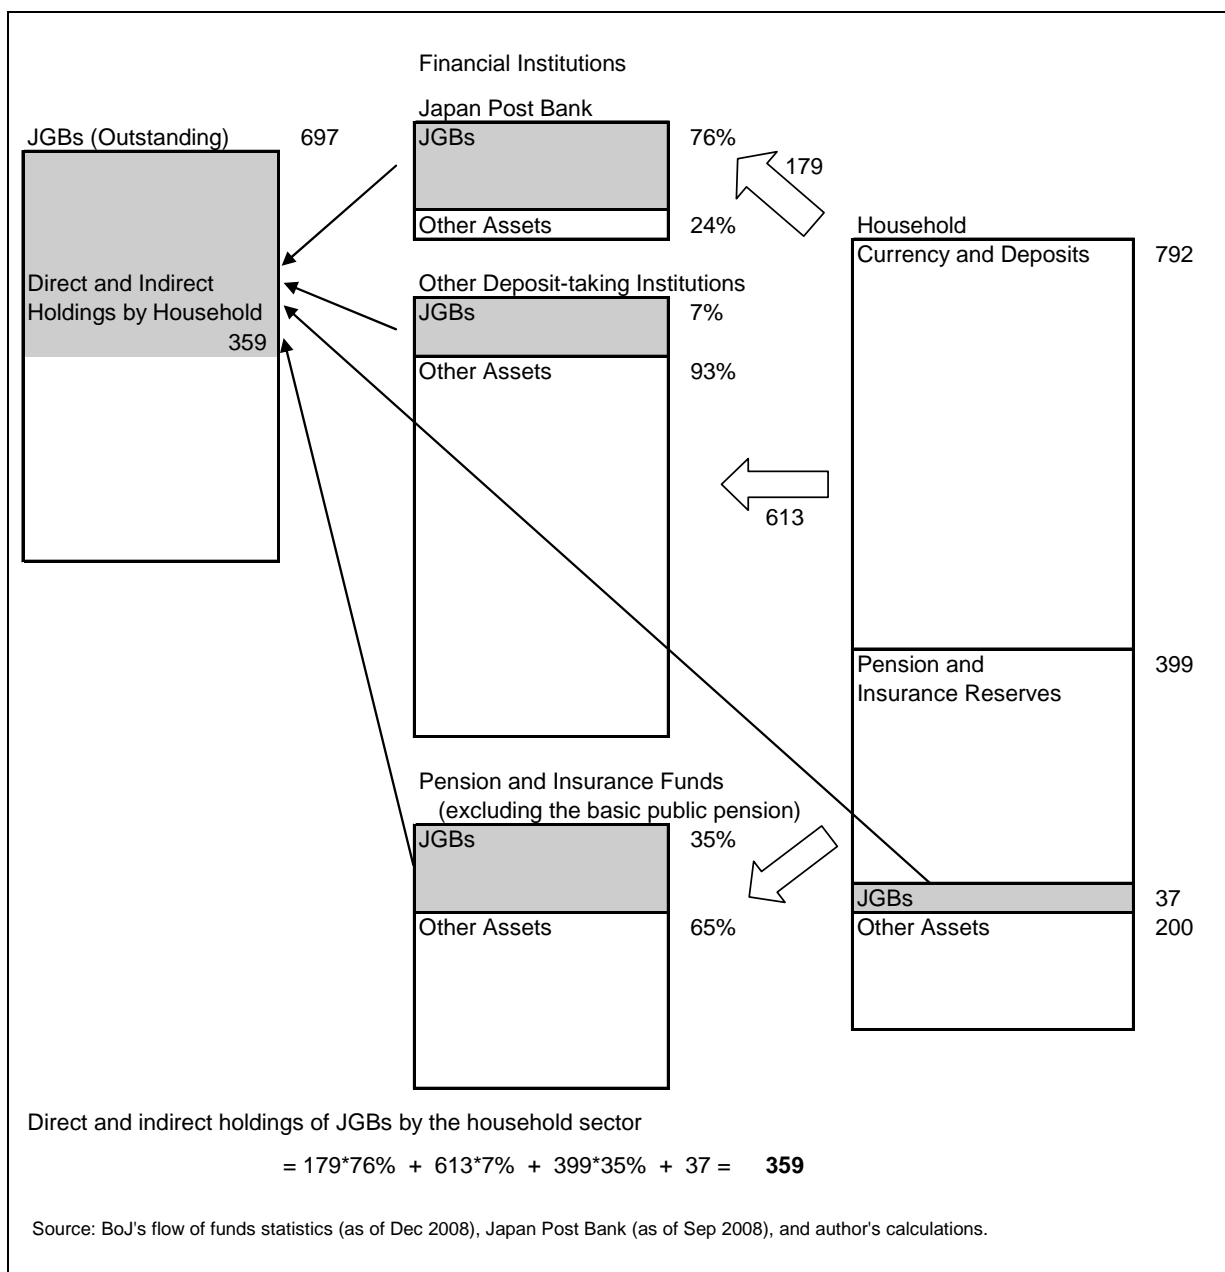 Financial Institutions
Japan Post Bank
JGBs (Outstanding) 697
JGBs 76%
179
Other Assets 24%
Household
Currency and Deposits 792
Direct and Indirect
Holdings by Household
359
Other Deposit-taking Institutions
JGBs 7%
Other Assets 93%
613
Pension and 399
Insurance Reserves
Pension and Insurance Funds
(excluding the basic public pension)
JGBs 35%
JGBs 37
Other Assets 65%
Other Assets 200
Direct and indirect holdings of JGBs by the household sector
= 179*76% + 613*7% + 399*35% + 37 = 359
Source: BoJ's flow of funds statistics (as of Dec 2008), Japan Post Bank (as of Sep 2008), and author's calculations.